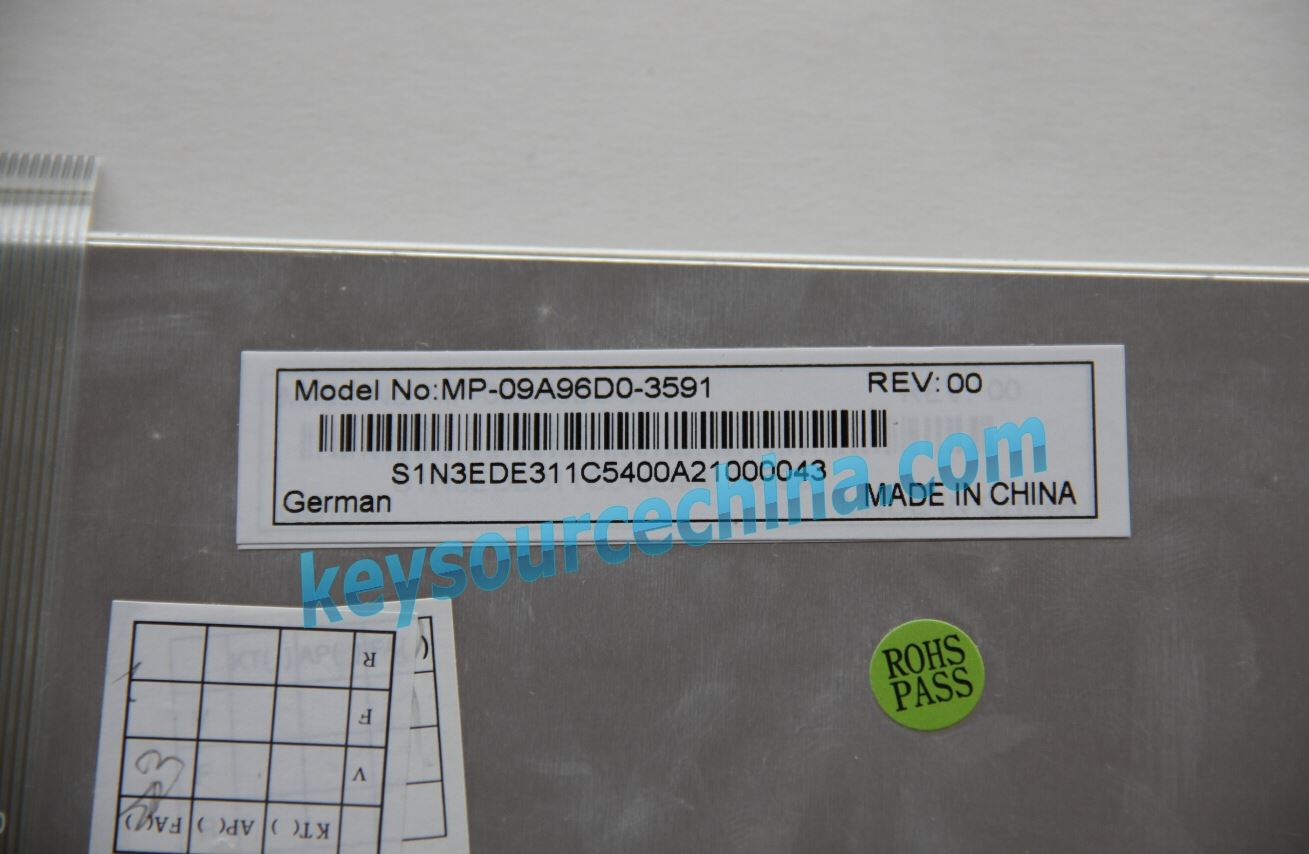 Model No:MP-09A96D0-3591
REV:00
S1N3EDE311C5400A21000043
German
MADE IN CHINA
keysourcechina.com
ROHS
PASS
R
F
V
KT( ) AP( ) FA( )